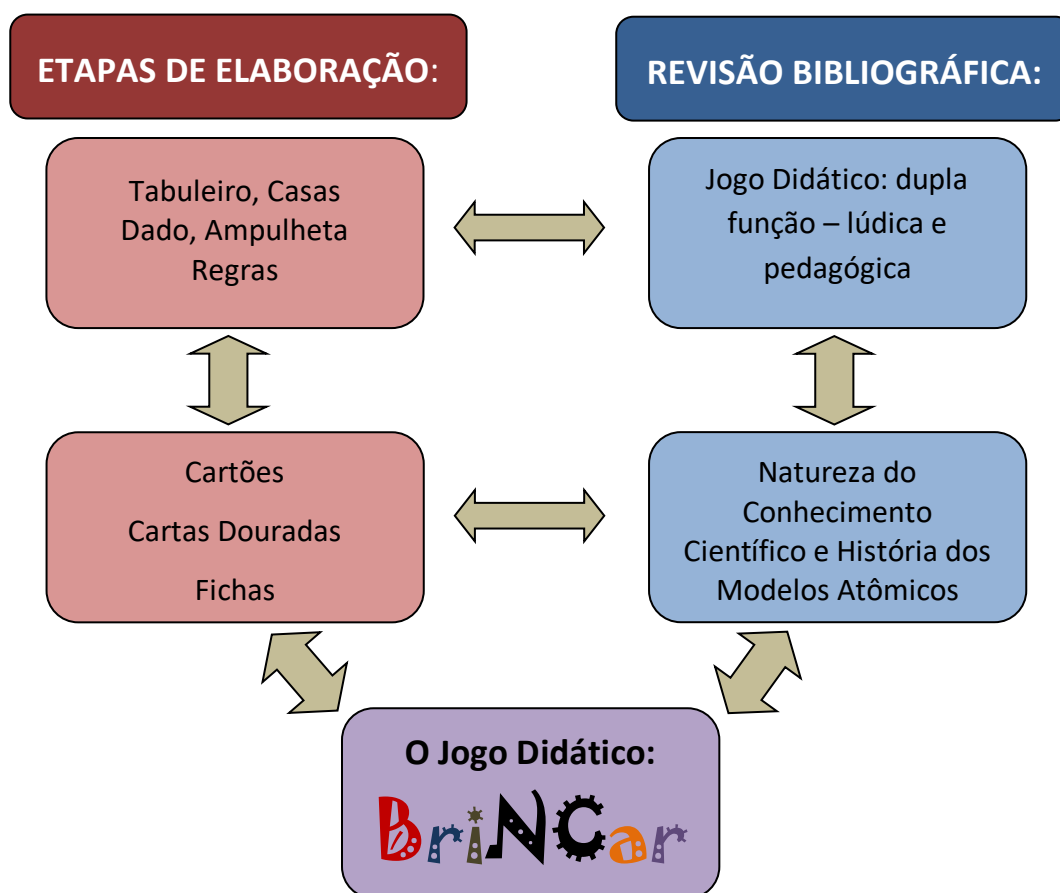 ETAPAS DE ELABORAÇÃO:
REVISÃO BIBLIOGRÁFICA:
Tabuleiro, Casas
Dado, Ampulheta
Regras
Jogo Didático: dupla
função – lúdica e
pedagógica
Cartões
Cartas Douradas
Fichas
Natureza do
Conhecimento
Científico e História dos
Modelos Atômicos
O Jogo Didático:
BriNCar